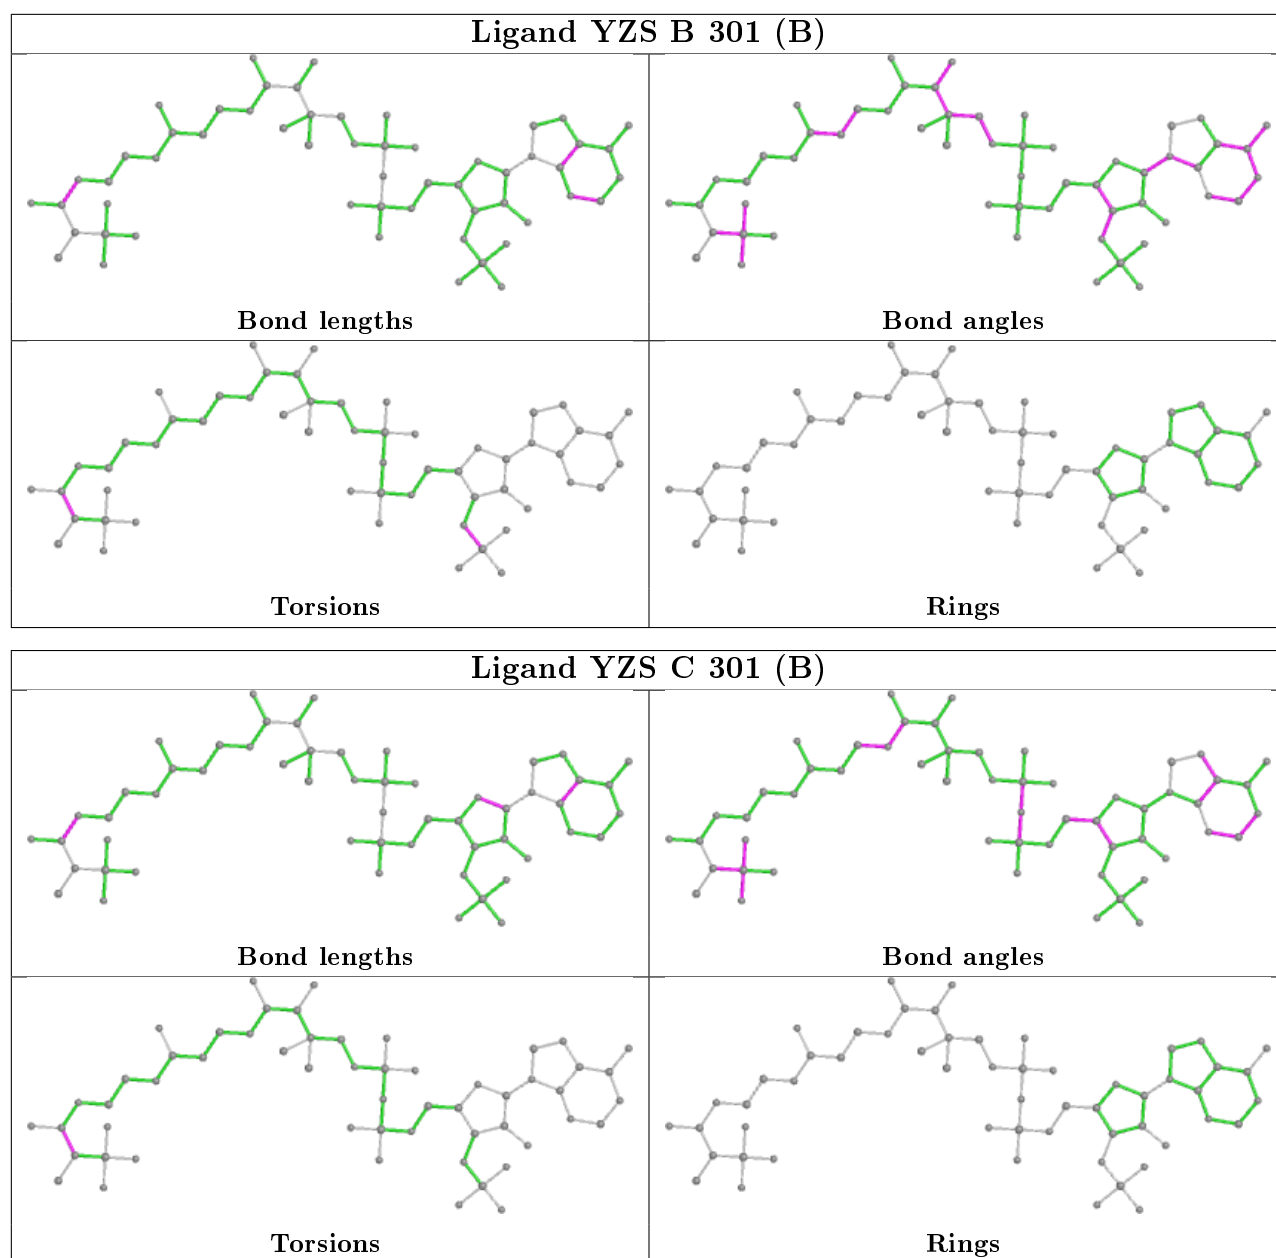 Ligand YZS B 301 (B)
Bond lengths
Bond angles
Torsions
Rings
Ligand YZS C 301 (B)
Bond lengths
Bond angles
Torsions
Rings